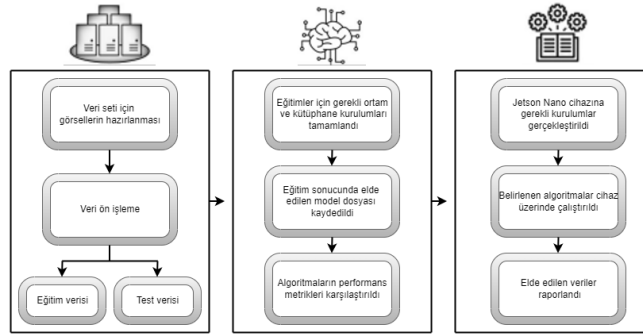 Veri seti için
görsellerin hazırlanması
Veri ön işleme
Eğitim verisi
Test verisi
Eğitimler için gerekli ortam
ve kütüphane kurulumları
tamamlandı
Eğitim sonucunda elde
edilen model dosyası
kaydedildi
Algoritmaların performans
metrikleri karşılaştırıldı
Jetson Nano cihazına
gerekli kurulumlar
gerçekleştirildi
Belirlenen algoritmalar cihaz
üzerinde çalıştırıldı
Elde edilen veriler
raporlandı